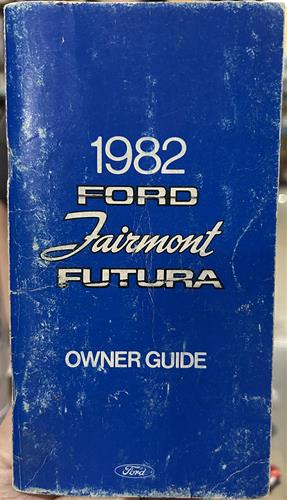 1982
FORD
Fairmont
FUTURA
OWNER GUIDE
Ford